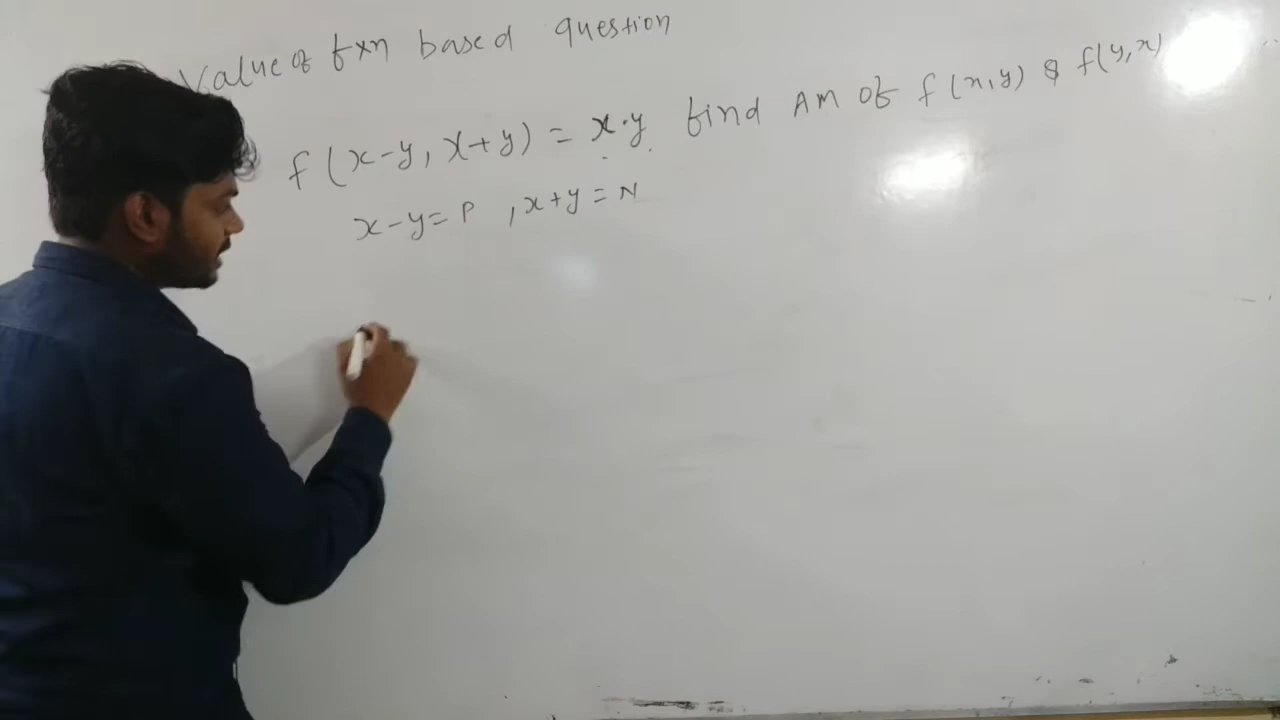 Value of fxn based question
f(x-y, x+y) = x.y find AM of f(x,y) & f(y,x)
x-y=P , x+y=N